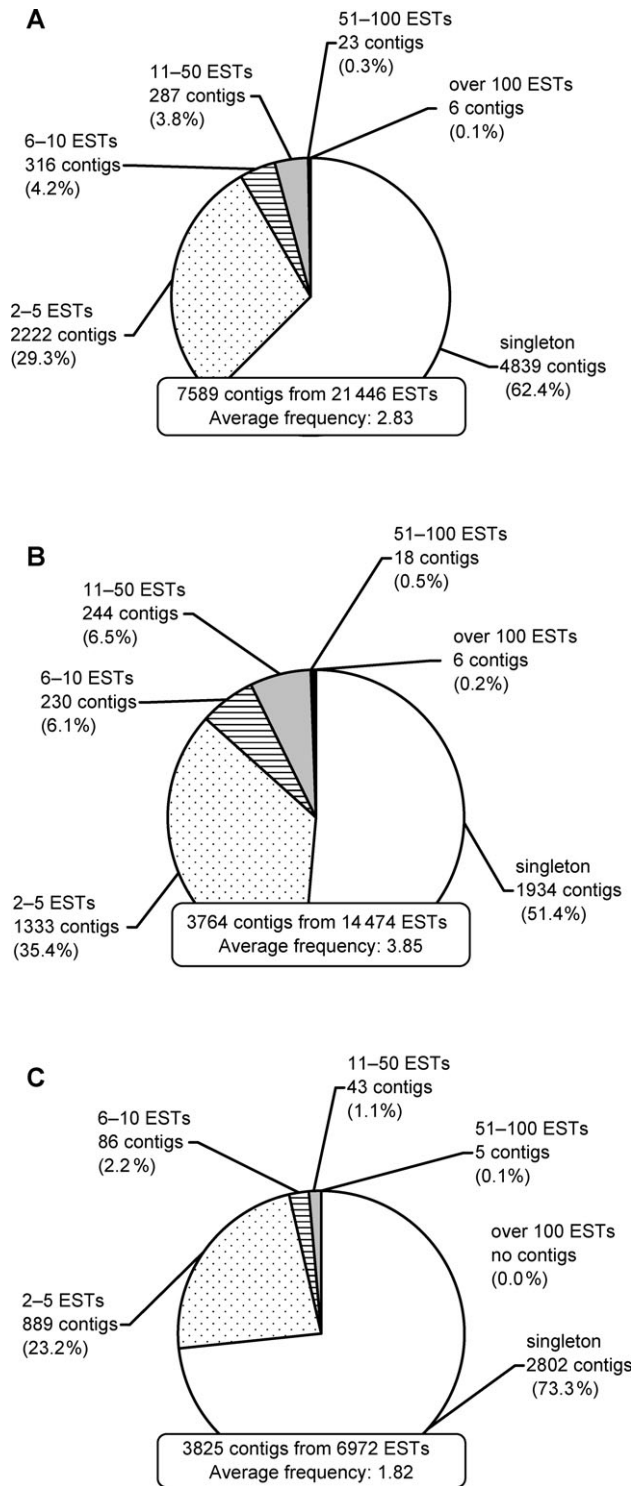 A
51–100 ESTs
23 contigs
(0.3%)
11–50 ESTs
287 contigs
(3.8%)
over 100 ESTs
6 contigs
(0.1%)
6–10 ESTs
316 contigs
(4.2%)
2–5 ESTs
2222 contigs
(29.3%)
singleton
4839 contigs
(62.4%)
7589 contigs from 21 446 ESTs
Average frequency: 2.83
B
51–100 ESTs
18 contigs
(0.5%)
11–50 ESTs
244 contigs
(6.5%)
over 100 ESTs
6 contigs
(0.2%)
6–10 ESTs
230 contigs
(6.1%)
singleton
1934 contigs
(51.4%)
2–5 ESTs
1333 contigs
(35.4%)
3764 contigs from 14 474 ESTs
Average frequency: 3.85
C
11–50 ESTs
43 contigs
(1.1%)
6–10 ESTs
86 contigs
(2.2 %)
51–100 ESTs
5 contigs
(0.1%)
over 100 ESTs
no contigs
(0.0%)
2–5 ESTs
889 contigs
(23.2%)
singleton
2802 contigs
(73.3%)
3825 contigs from 6972 ESTs
Average frequency: 1.82